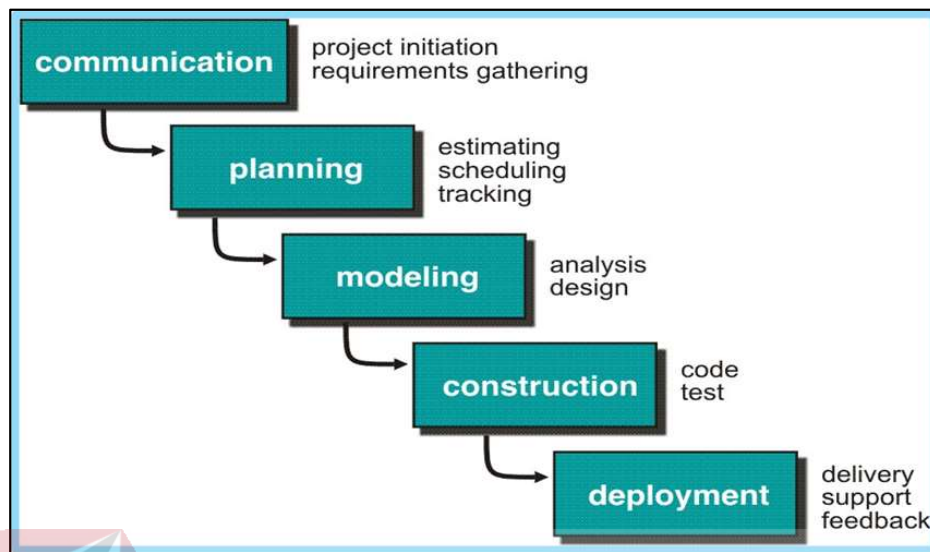 communication
project initiation
requirements gathering
planning
estimating
scheduling
tracking
modeling
analysis
design
construction
code
test
deployment
delivery
support
feedback